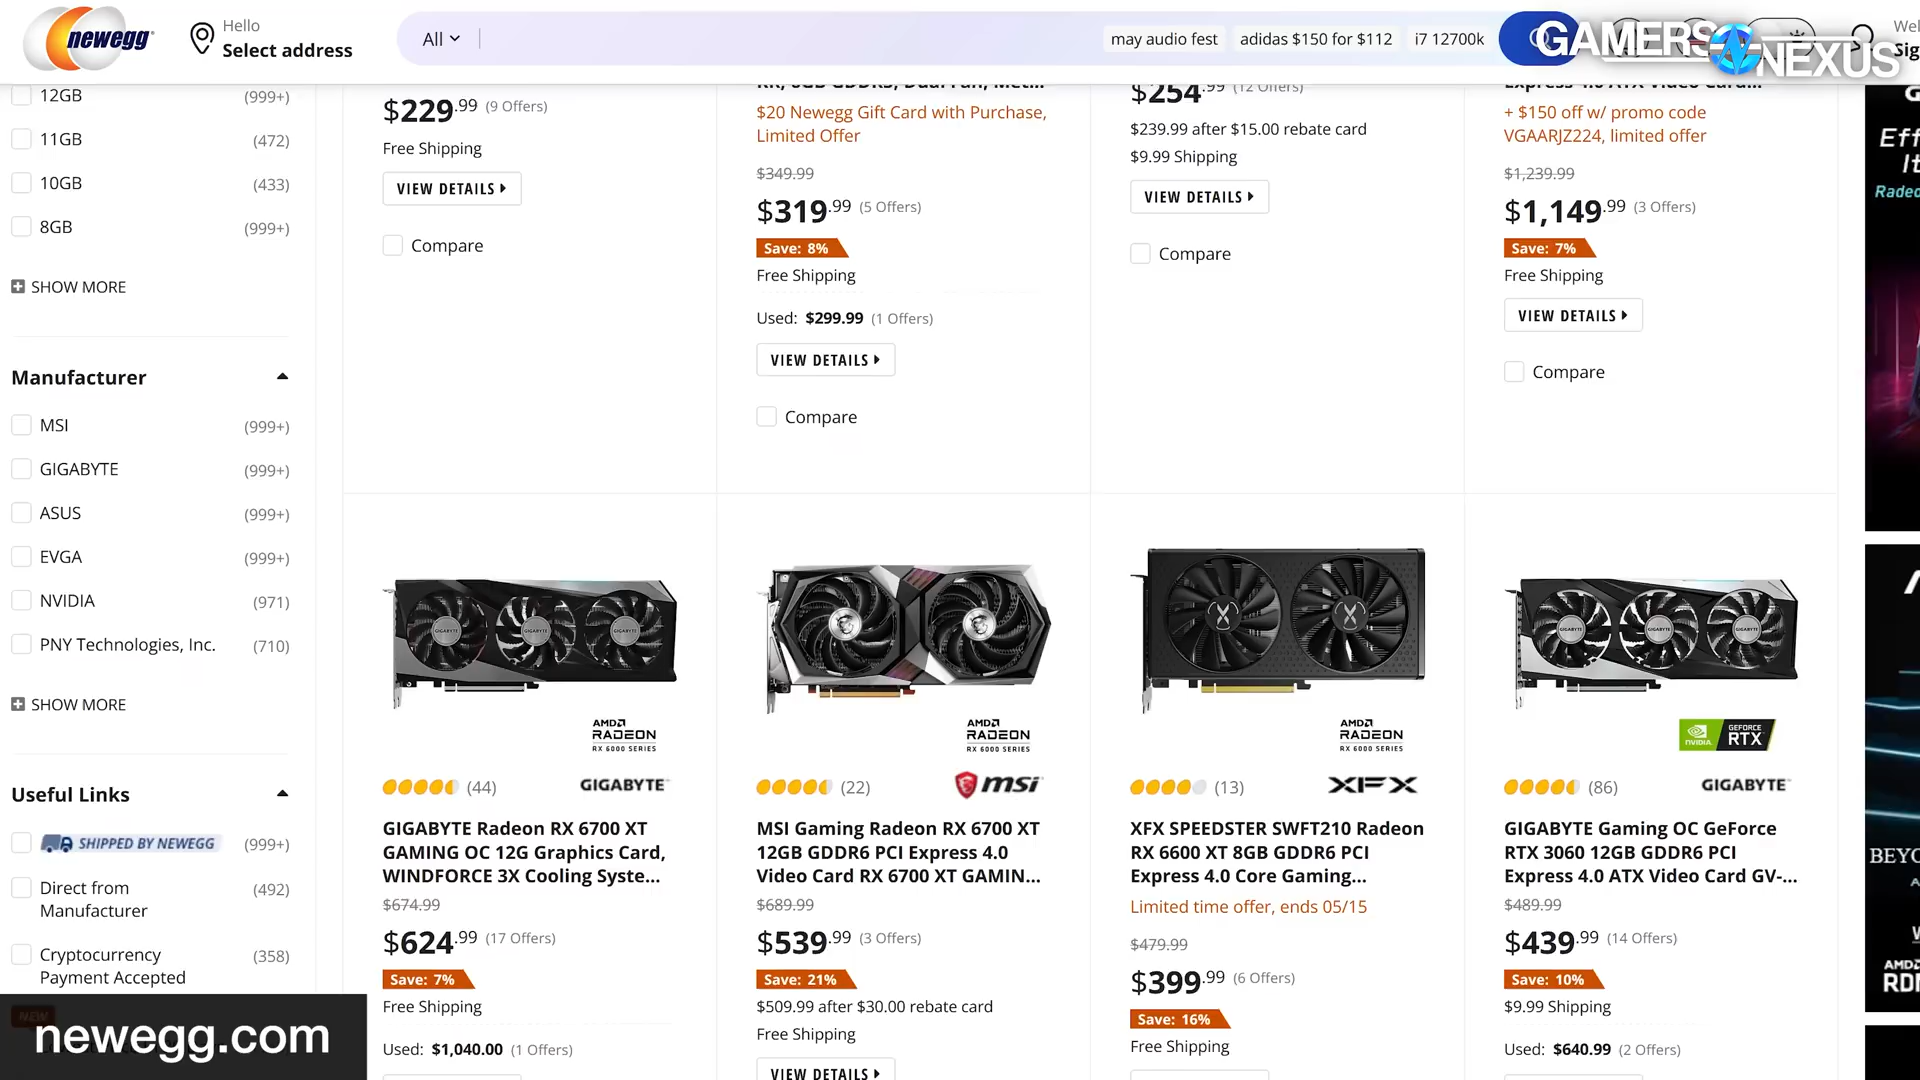 newegg
Hello
Select address
All
may audio fest
adidas $150 for $112
i7 12700k
GAMERS NEXUS
12GB (999+)
11GB (472)
10GB (433)
8GB (999+)
SHOW MORE
Manufacturer
MSI (999+)
GIGABYTE (999+)
ASUS (999+)
EVGA (999+)
NVIDIA (971)
PNY Technologies, Inc. (710)
SHOW MORE
Useful Links
SHIPPED BY NEWEGG (999+)
Direct from (492)
Manufacturer
Cryptocurrency (358)
Payment Accepted
NEW
newegg.com
$229.99 (9 Offers)
Free Shipping
VIEW DETAILS
Compare
$20 Newegg Gift Card with Purchase,
Limited Offer
$349.99
$319.99 (5 Offers)
Save: 8%
Free Shipping
Used: $299.99 (1 Offers)
VIEW DETAILS
Compare
$254.99 (12 Offers)
$239.99 after $15.00 rebate card
$9.99 Shipping
VIEW DETAILS
Compare
+ $150 off w/ promo code
VGAARJZ224, limited offer
$1,239.99
$1,149.99 (3 Offers)
Save: 7%
Free Shipping
VIEW DETAILS
Compare
AMD
RADEON
RX 6000 SERIES
(44) GIGABYTE
GIGABYTE Radeon RX 6700 XT
GAMING OC 12G Graphics Card,
WINDFORCE 3X Cooling Syste...
$674.99
$624.99 (17 Offers)
Save: 7%
Free Shipping
Used: $1,040.00 (1 Offers)
AMD
RADEON
RX 6000 SERIES
(22) msi
MSI Gaming Radeon RX 6700 XT
12GB GDDR6 PCI Express 4.0
Video Card RX 6700 XT GAMIN...
$689.99
$539.99 (3 Offers)
Save: 21%
$509.99 after $30.00 rebate card
Free Shipping
VIEW DETAILS
AMD
RADEON
RX 6000 SERIES
(13) XFX
XFX SPEEDSTER SWFT210 Radeon
RX 6600 XT 8GB GDDR6 PCI
Express 4.0 Core Gaming...
Limited time offer, ends 05/15
$479.99
$399.99 (6 Offers)
Save: 16%
Free Shipping
NVIDIA GEFORCE RTX
(86) GIGABYTE
GIGABYTE Gaming OC GeForce
RTX 3060 12GB GDDR6 PCI
Express 4.0 ATX Video Card GV-...
$489.99
$439.99 (14 Offers)
Save: 10%
$9.99 Shipping
Used: $640.99 (2 Offers)